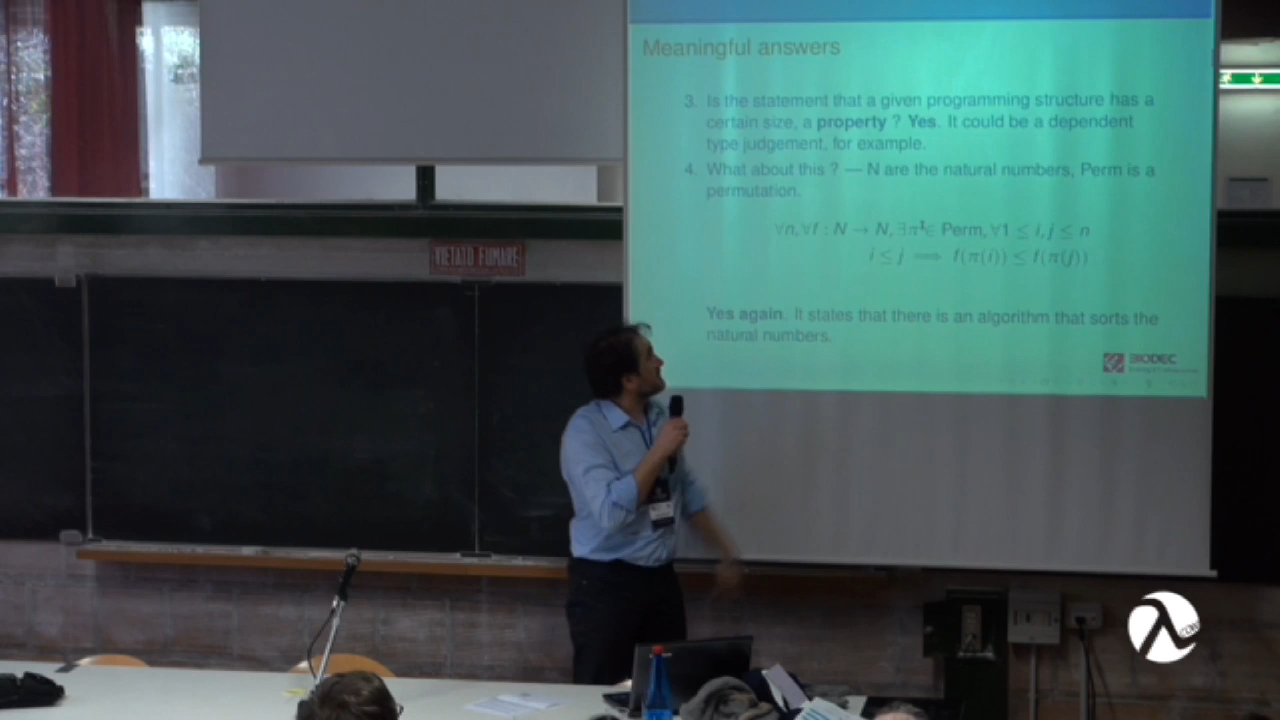 Meaningful answers
3. Is the statement that a given programming structure has a
certain size, a property ? Yes. It could be a dependent
type judgement, for example.
4. What about this ? — N are the natural numbers, Perm is a
permutation.
∀n, ∀f : N → N, ∃π ∈ Perm, ∀1 ≤ i, j ≤ n
i ≤ j ⟹ f(π(i)) ≤ f(π(j))
VIETATO FUMARE
Yes again. It states that there is an algorithm that sorts the
natural numbers.
BIODEC
λ
CON